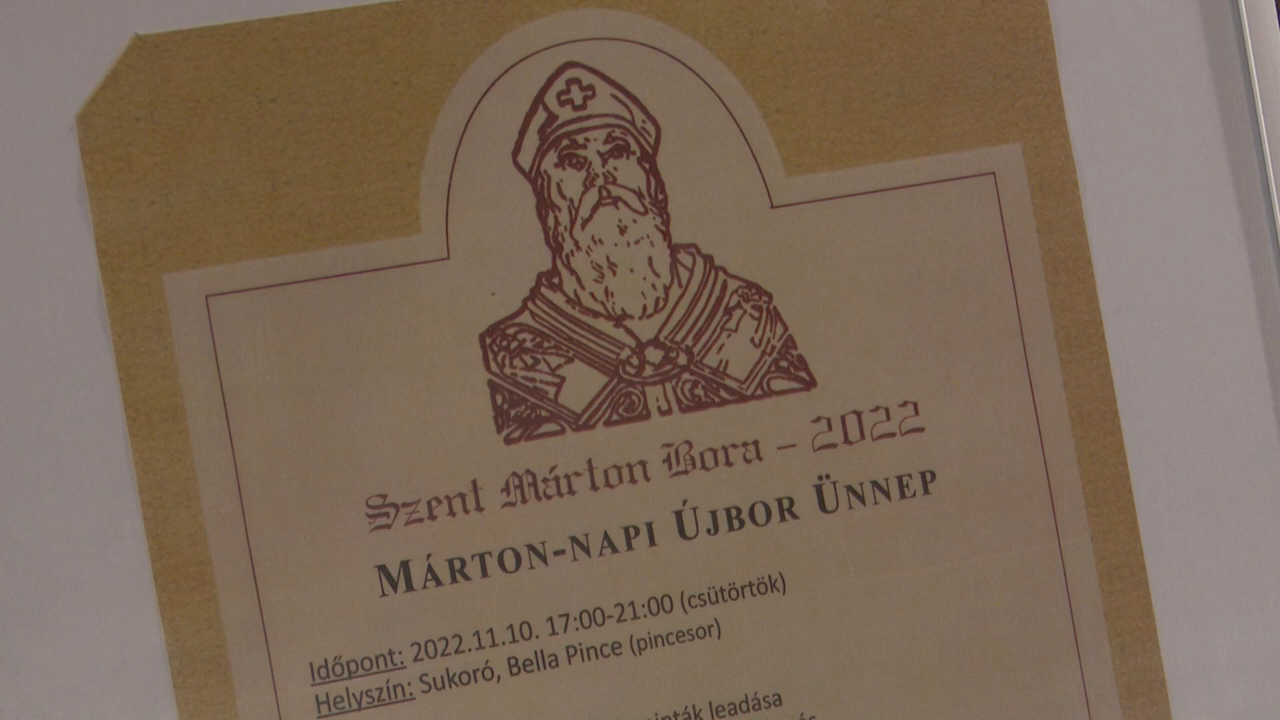 Szent Márton Bora – 2022
MÁRTON-NAPI ÚJBOR ÜNNEP
Időpont: 2022.11.10. 17:00-21:00 (csütörtök)
Helyszín: Sukoró, Bella Pince (pincesor)
leadása